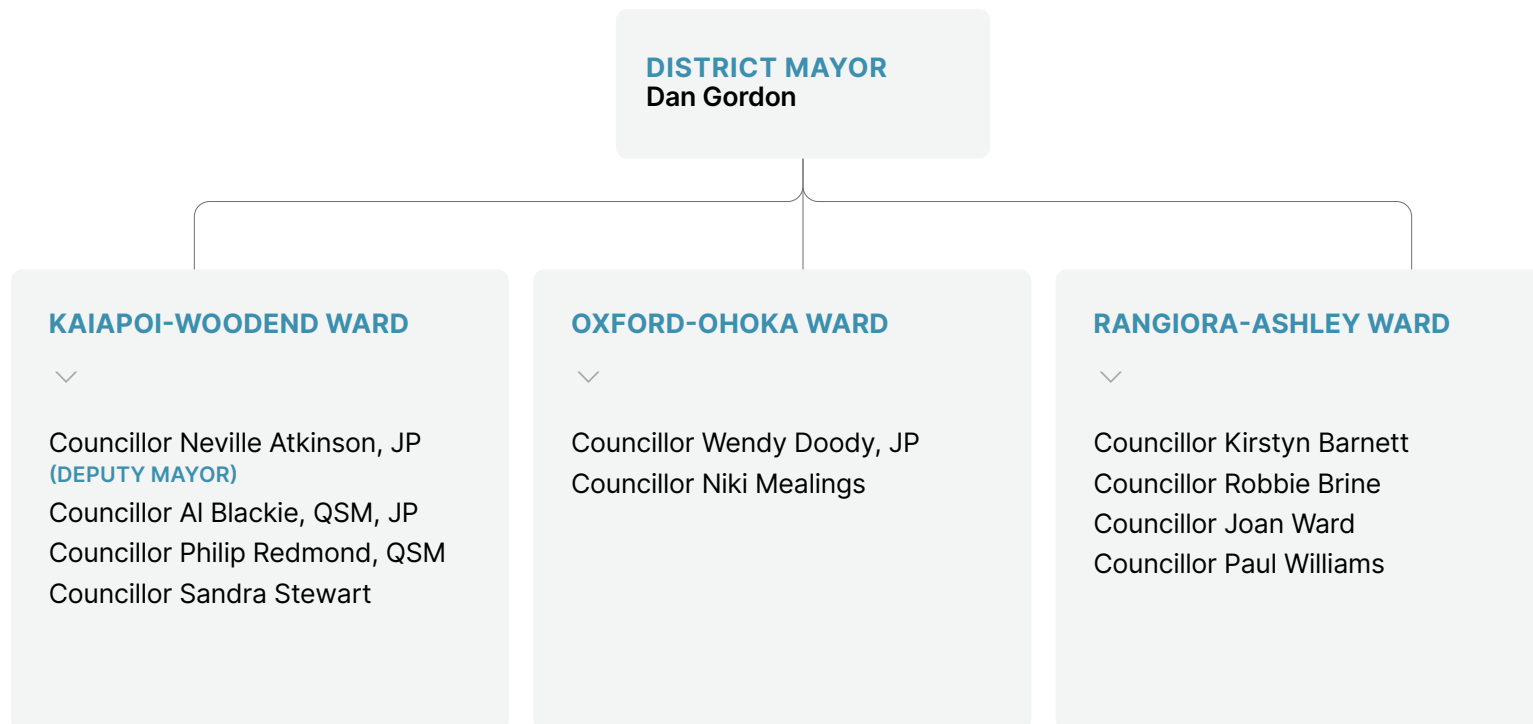 DISTRICT MAYOR
Dan Gordon
KAIAPOI-WOODEND WARD
Councillor Neville Atkinson, JP
(DEPUTY MAYOR)
Councillor Al Blackie, QSM, JP
Councillor Philip Redmond, QSM
Councillor Sandra Stewart
OXFORD-OHOKA WARD
Councillor Wendy Doody, JP
Councillor Niki Mealings
RANGIORA-ASHLEY WARD
Councillor Kirstyn Barnett
Councillor Robbie Brine
Councillor Joan Ward
Councillor Paul Williams